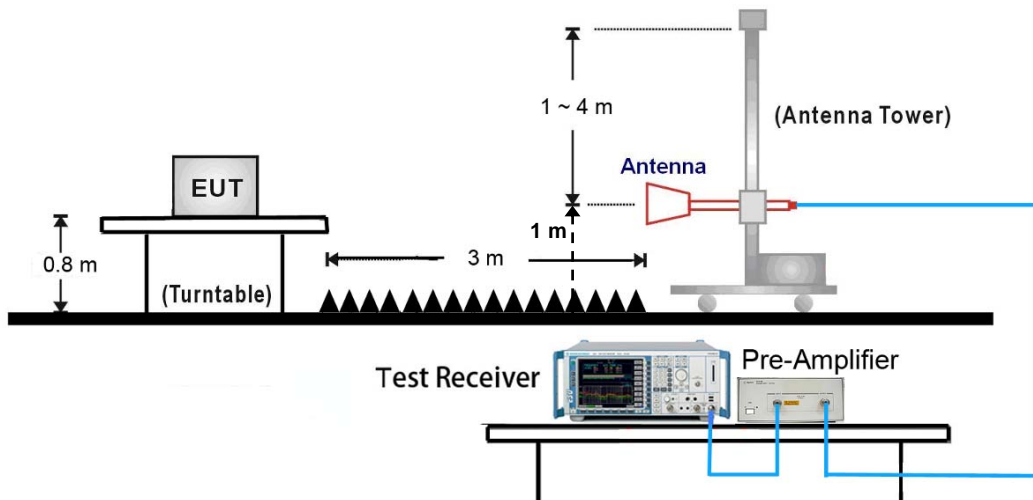 1 ~ 4 m
(Antenna Tower)
Antenna
EUT
1 m
0.8 m
3 m
(Turntable)
Test Receiver
Pre-Amplifier